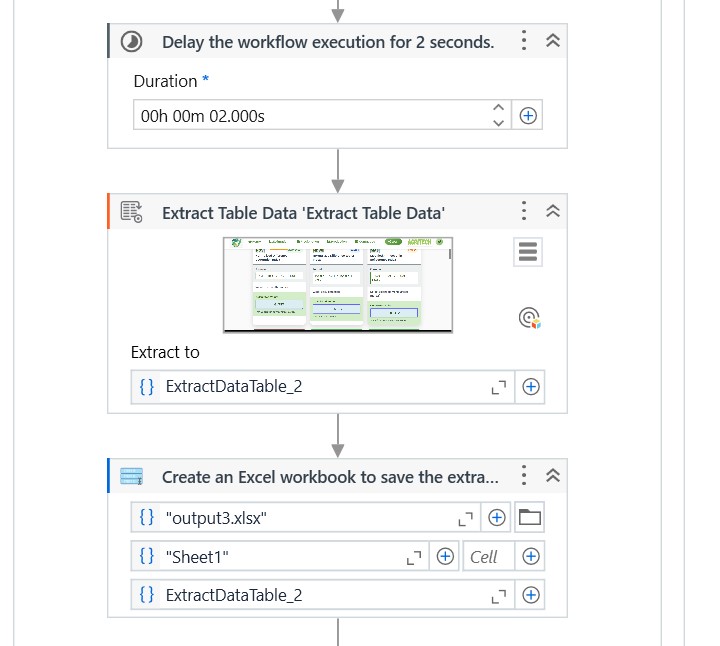 Delay the workflow execution for 2 seconds.
Duration *
00h 00m 02.000s
Extract Table Data 'Extract Table Data'
Extract to
{} ExtractDataTable_2
Create an Excel workbook to save the extra...
{} "output3.xlsx"
{} "Sheet1"
Cell
{} ExtractDataTable_2